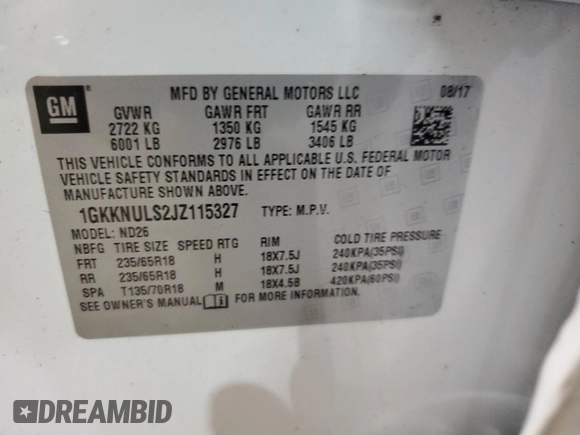 GM
MFD BY GENERAL MOTORS LLC 08/17
GVWR GAWR FRT GAWR RR
2722 KG 1350 KG 1545 KG
6001 LB 2976 LB 3406 LB
THIS VEHICLE CONFORMS TO ALL APPLICABLE U.S. FEDERAL MOTOR
VEHICLE SAFETY STANDARDS IN EFFECT ON THE DATE OF
MANUFACTURE SHOWN ABOVE.
1GKKNULS2JZ115327 TYPE: M.P.V.
MODEL: ND26
NBFG TIRE SIZE SPEED RTG RIM COLD TIRE PRESSURE
FRT 235/65R18 H 18X7.5J 240KPA(35PSI)
RR 235/65R18 H 18X7.5J 240KPA(35PSI)
SPA T135/70R18 M 18X4.5B 420KPA(60PSI)
SEE OWNER'S MANUAL FOR MORE INFORMATION.
DREAMBID